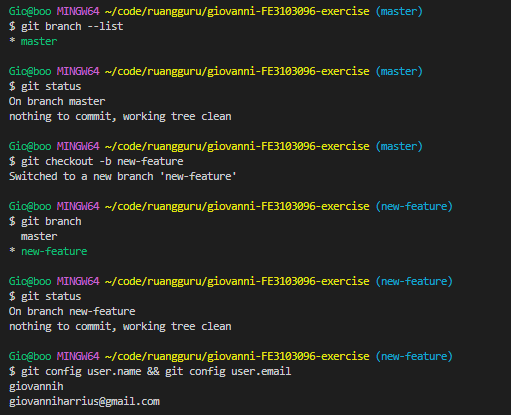 Gio@boo MINGW64 ~/code/ruangguru/giovanni-FE3103096-exercise (master)
$ git branch --list
* master
Gio@boo MINGW64 ~/code/ruangguru/giovanni-FE3103096-exercise (master)
$ git status
On branch master
nothing to commit, working tree clean
Gio@boo MINGW64 ~/code/ruangguru/giovanni-FE3103096-exercise (master)
$ git checkout -b new-feature
Switched to a new branch 'new-feature'
Gio@boo MINGW64 ~/code/ruangguru/giovanni-FE3103096-exercise (new-feature)
$ git branch
  master
* new-feature
Gio@boo MINGW64 ~/code/ruangguru/giovanni-FE3103096-exercise (new-feature)
$ git status
On branch new-feature
nothing to commit, working tree clean
Gio@boo MINGW64 ~/code/ruangguru/giovanni-FE3103096-exercise (new-feature)
$ git config user.name && git config user.email
giovannih
giovanniharrius@gmail.com